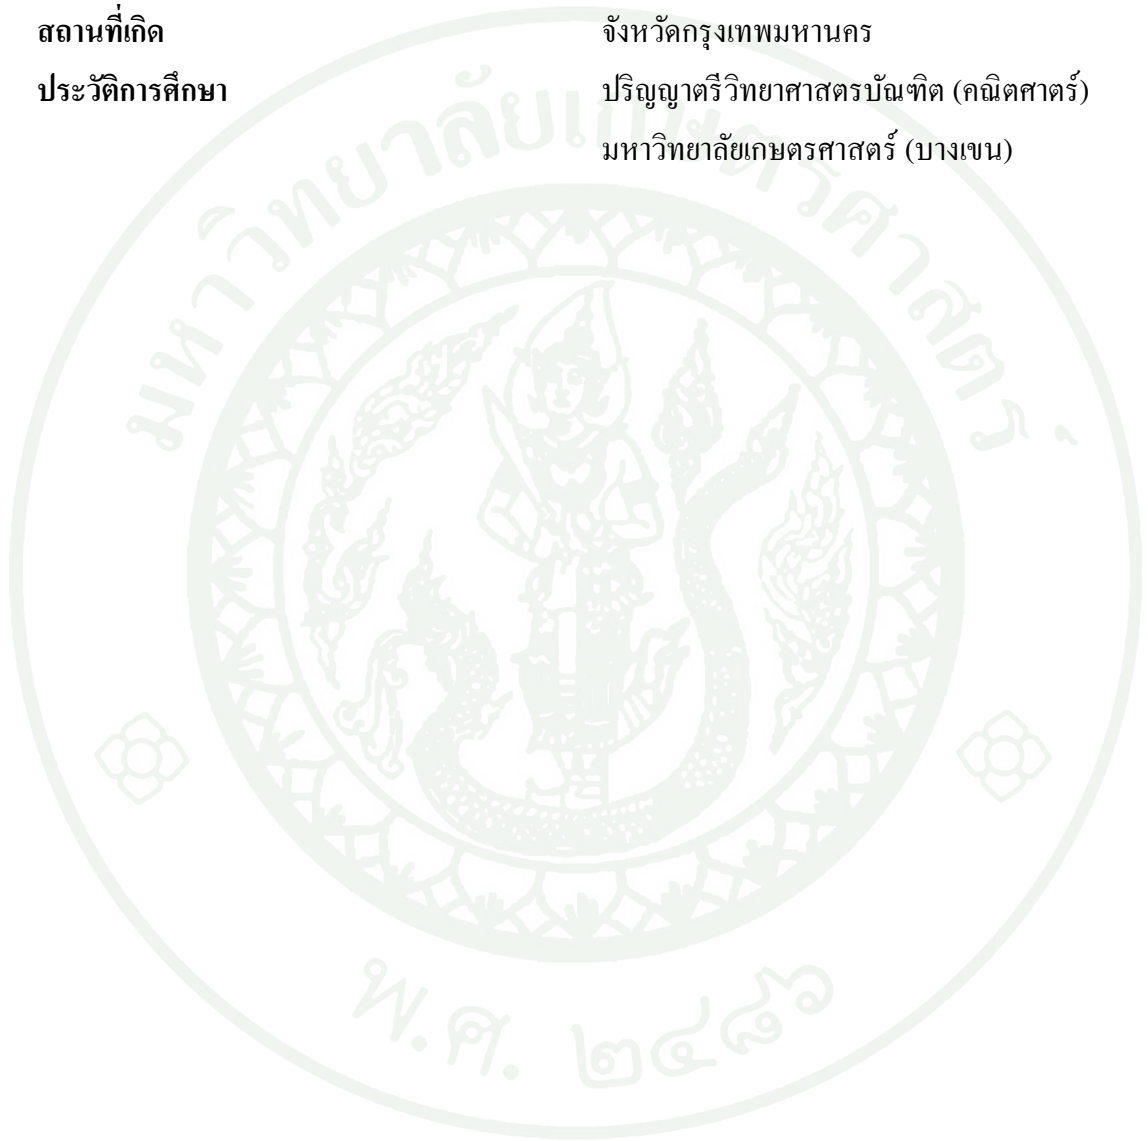 สถานที่เกิด จังหวัดกรุงเทพมหานคร
ประวัติการศึกษา ปริญญาตรีวิทยาศาสตรบัณฑิต (คณิตศาตร์)
มหาวิทยาลัยเกษตรศาสตร์ (บางเขน)
มหาวิทยาลัยเกษตรศาสตร์
พ.ศ. ๒๔๘๖